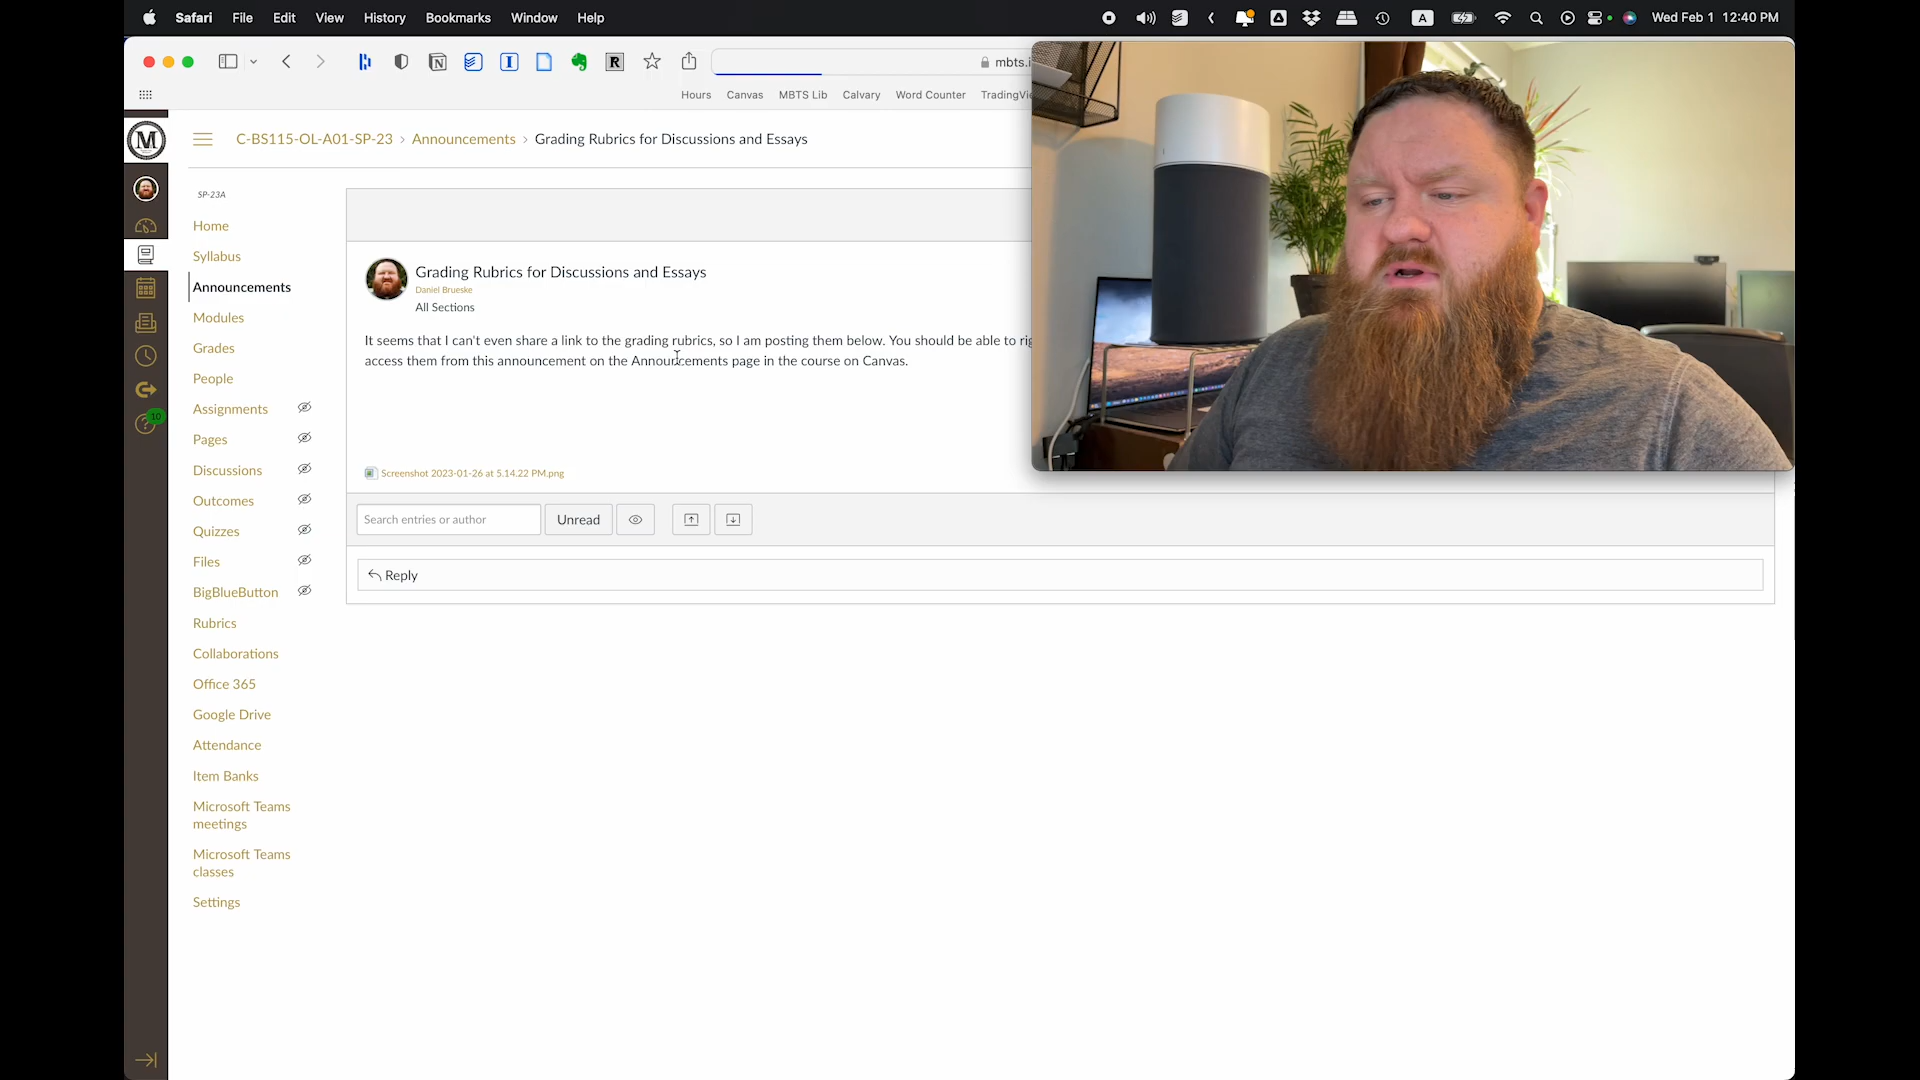 Safari File Edit View History Bookmarks Window Help
A
Wed Feb 1 12:40 PM
mbts.i
Hours Canvas MBTS Lib Calvary Word Counter TradingVie
M
C-BS115-OL-A01-SP-23 › Announcements › Grading Rubrics for Discussions and Essays
SP-23A
Home
Syllabus
Announcements
Modules
Grades
People
Assignments
Pages
Discussions
Outcomes
Quizzes
Files
BigBlueButton
Rubrics
Collaborations
Office 365
Google Drive
Attendance
Item Banks
Microsoft Teams
meetings
Microsoft Teams
classes
Settings
10
Grading Rubrics for Discussions and Essays
Daniel Brueske
All Sections
It seems that I can't even share a link to the grading rubrics, so I am posting them below. You should be able to rig
access them from this announcement on the Announcements page in the course on Canvas.
Screenshot 2023-01-26 at 5.14.22 PM.png
Search entries or author
Unread
Reply